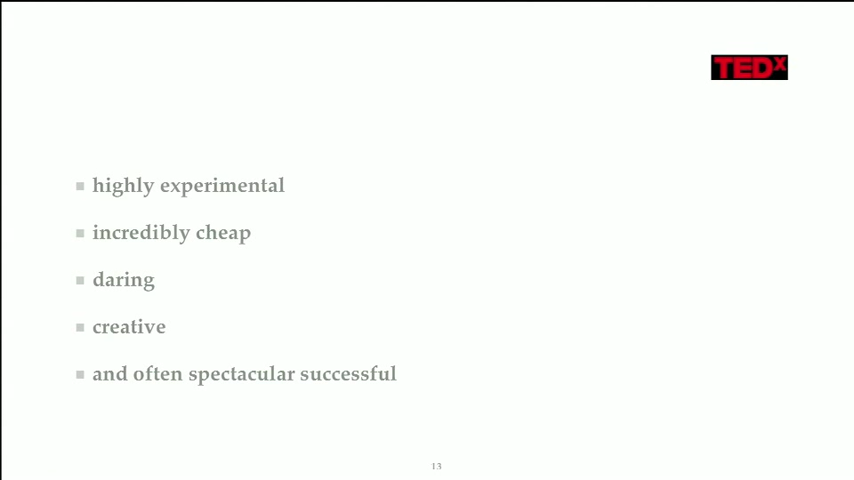 TEDx
highly experimental
incredibly cheap
daring
creative
and often spectacular successful
13